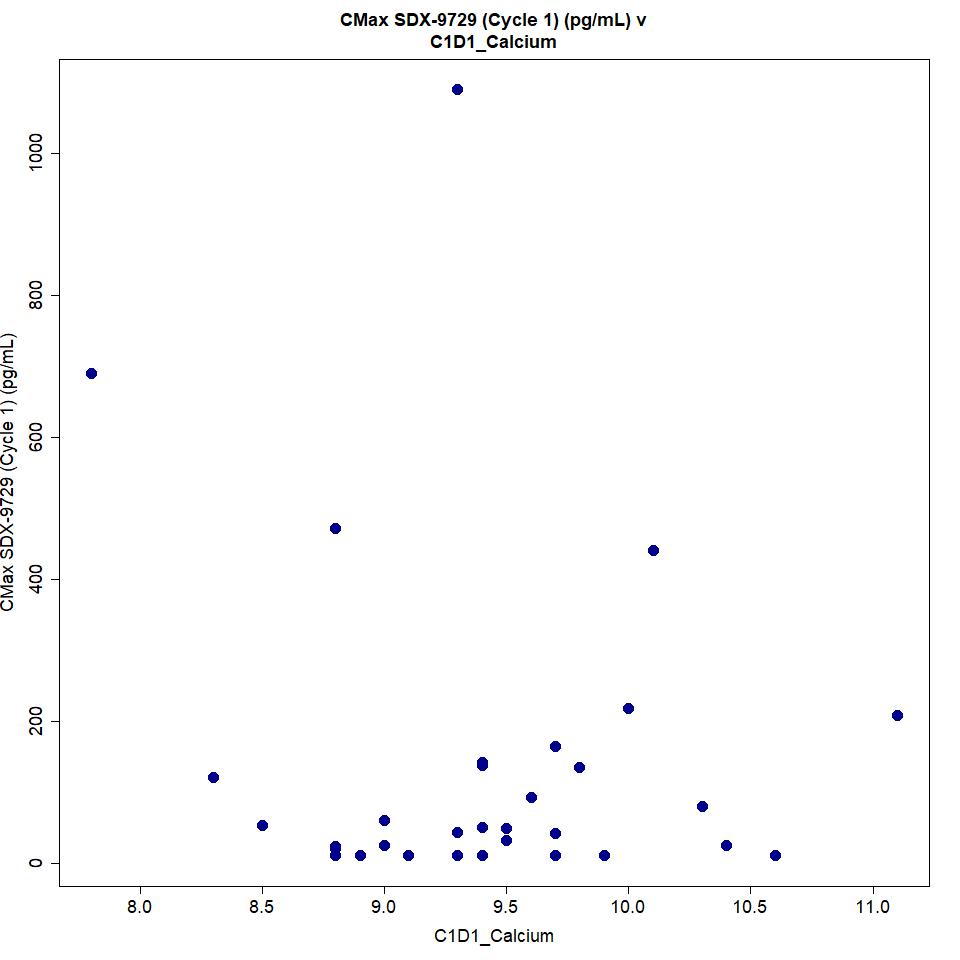 CMax SDX-9729 (Cycle 1) (pg/mL) v
C1D1_Calcium
1000
800
600
400
200
0
CMax SDX-9729 (Cycle 1) (pg/mL)
8.0 8.5 9.0 9.5 10.0 10.5 11.0
C1D1_Calcium